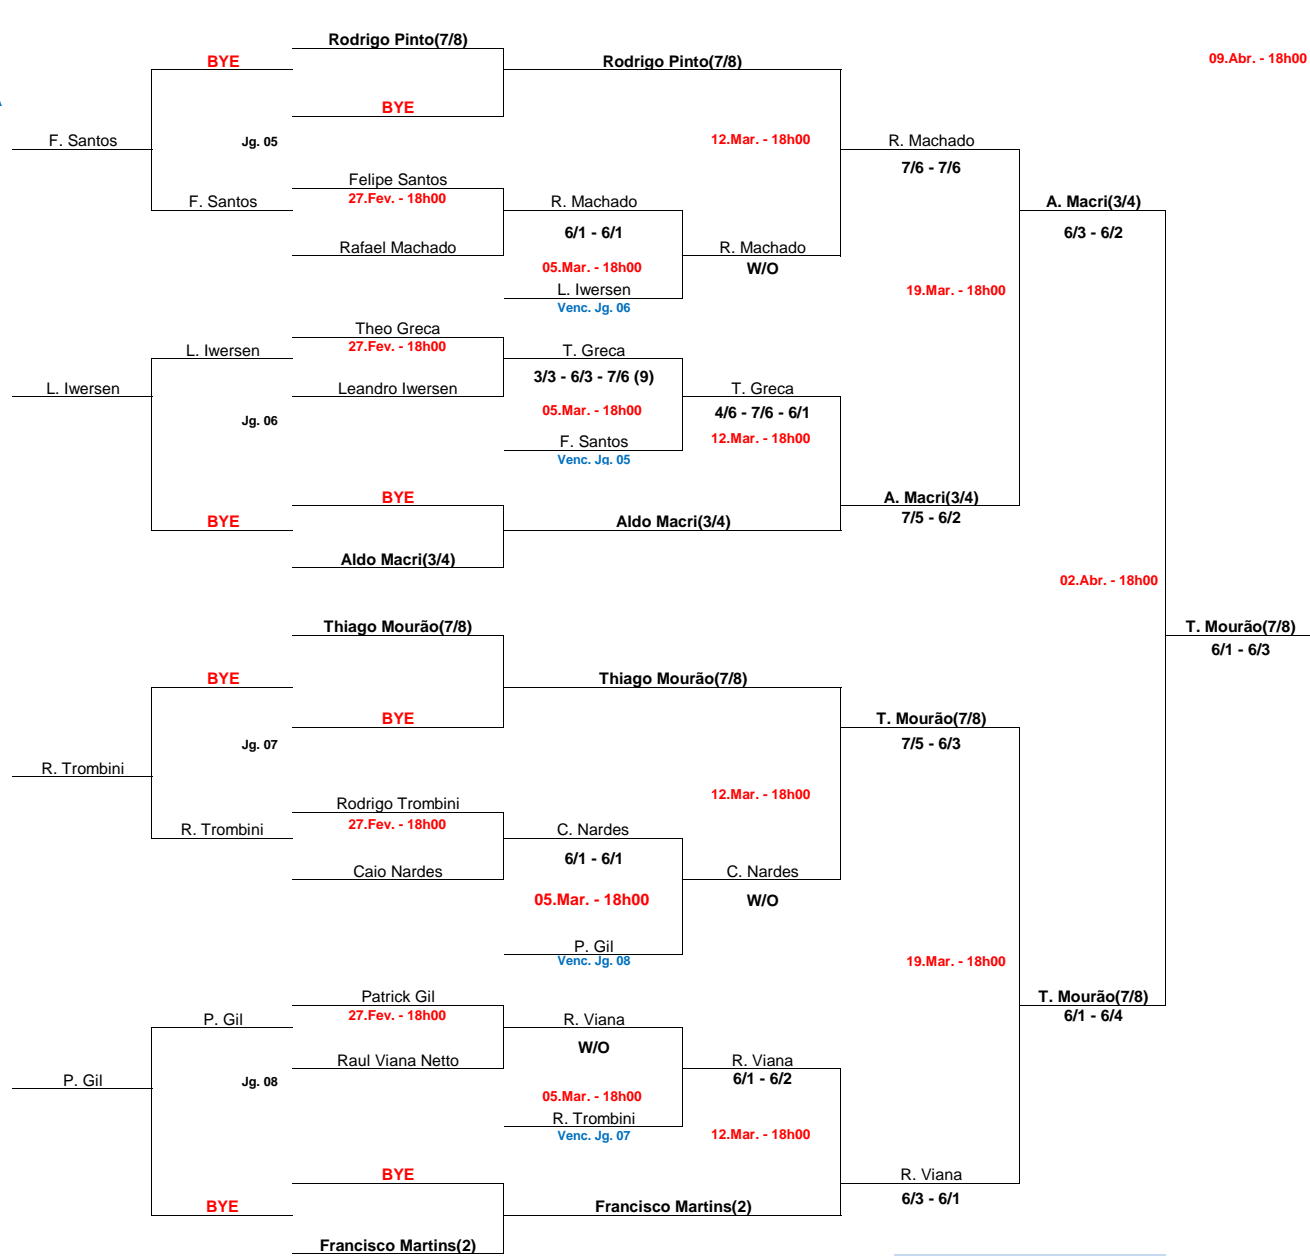 Rodrigo Pinto(7/8)
BYE
Rodrigo Pinto(7/8)
09.Abr. - 18h00
BYE
F. Santos
Jg. 05
12.Mar. - 18h00
R. Machado
7/6 - 7/6
Felipe Santos
27.Fev. - 18h00
F. Santos
R. Machado
A. Macri(3/4)
6/1 - 6/1
6/3 - 6/2
Rafael Machado
R. Machado
05.Mar. - 18h00
W/O
L. Iwersen
19.Mar. - 18h00
Venc. Jg. 06
Theo Greca
27.Fev. - 18h00
L. Iwersen
T. Greca
3/3 - 6/3 - 7/6 (9)
L. Iwersen
Leandro Iwersen
T. Greca
05.Mar. - 18h00
4/6 - 7/6 - 6/1
Jg. 06
F. Santos
12.Mar. - 18h00
Venc. Jg. 05
BYE
A. Macri(3/4)
BYE
Aldo Macri(3/4)
7/5 - 6/2
Aldo Macri(3/4)
02.Abr. - 18h00
Thiago Mourão(7/8)
T. Mourão(7/8)
6/1 - 6/3
BYE
Thiago Mourão(7/8)
BYE
T. Mourão(7/8)
Jg. 07
7/5 - 6/3
R. Trombini
12.Mar. - 18h00
Rodrigo Trombini
27.Fev. - 18h00
R. Trombini
C. Nardes
6/1 - 6/1
Caio Nardes
C. Nardes
05.Mar. - 18h00
W/O
P. Gil
Venc. Jg. 08
19.Mar. - 18h00
Patrick Gil
T. Mourão(7/8)
27.Fev. - 18h00
6/1 - 6/4
P. Gil
R. Viana
W/O
Raul Viana Netto
R. Viana
P. Gil
Jg. 08
6/1 - 6/2
05.Mar. - 18h00
R. Trombini
Venc. Jg. 07
12.Mar. - 18h00
BYE
R. Viana
6/3 - 6/1
BYE
Francisco Martins(2)
Francisco Martins(2)